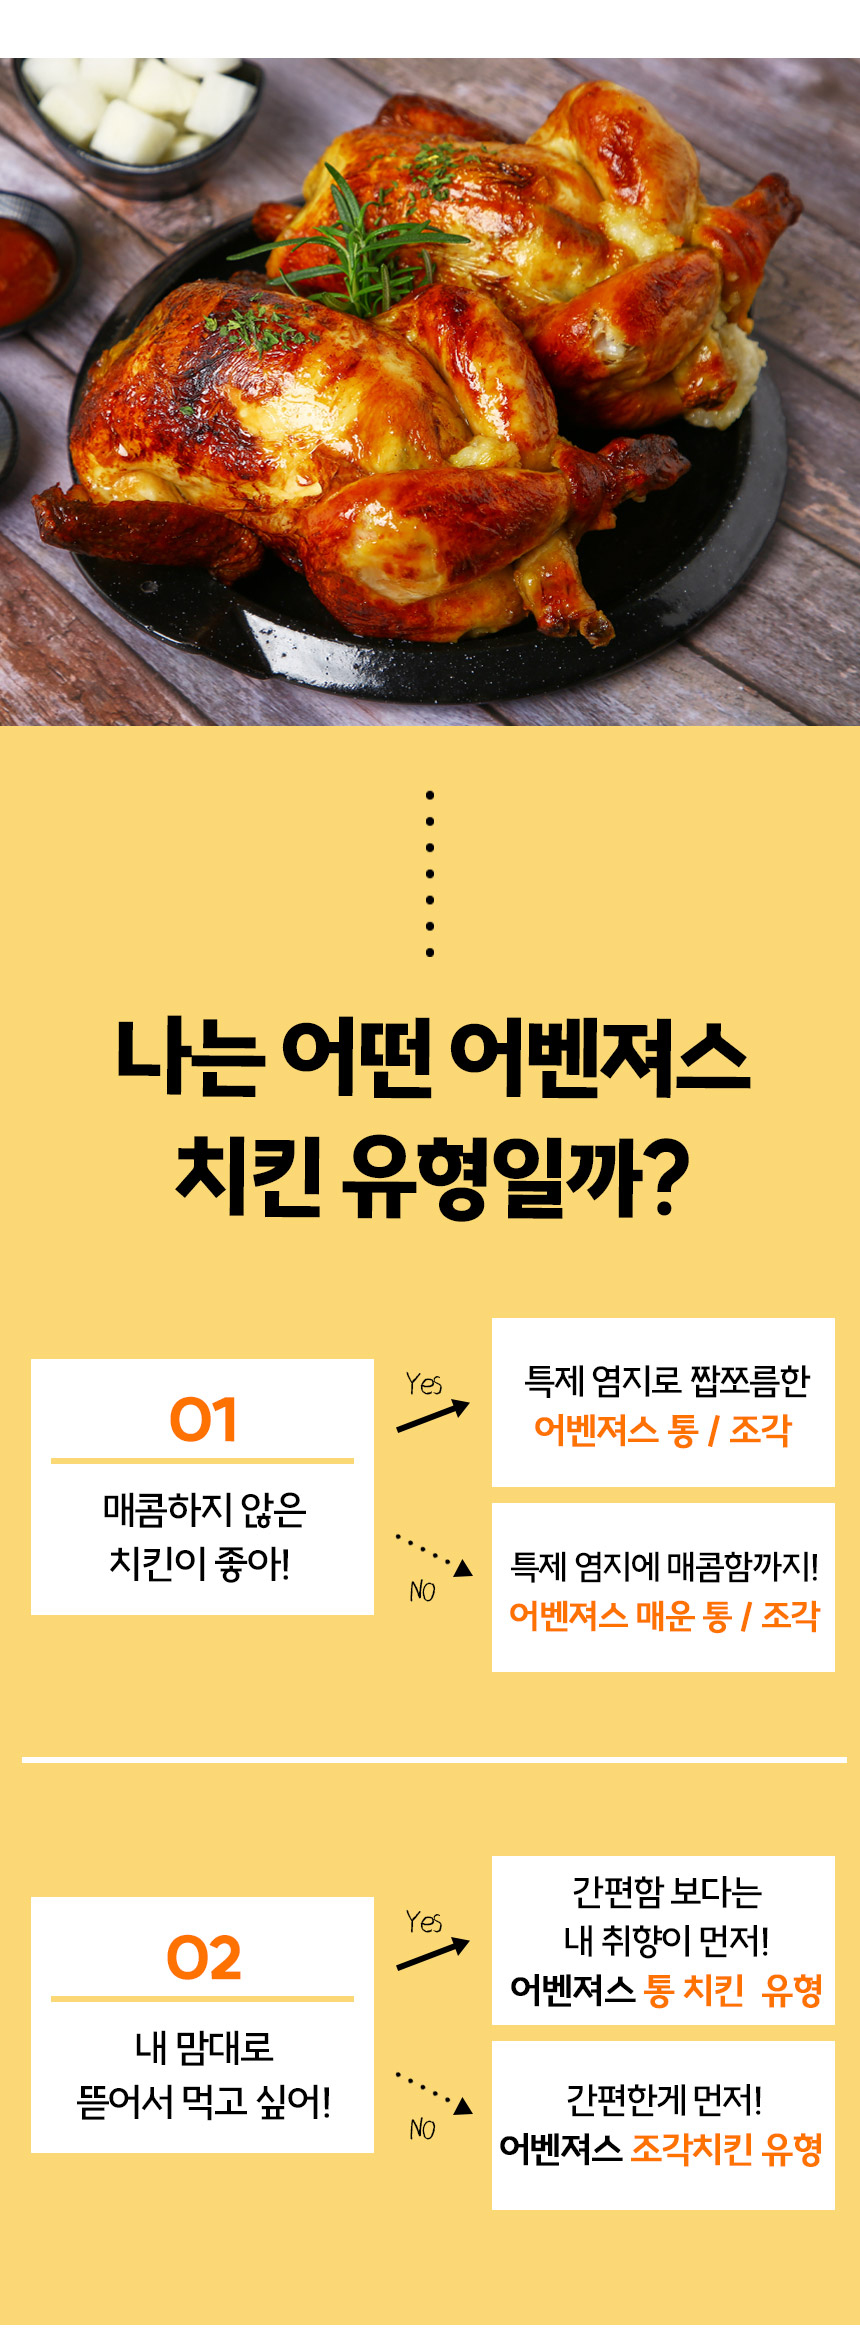 나는 어떤 어벤져스
치킨 유형일까?
01
매콤하지 않은
치킨이 좋아!
Yes
특제 염지로 짭쪼름한
어벤져스 통 / 조각
NO
특제 염지에 매콤함까지!
어벤져스 매운 통 / 조각
02
내 맘대로
뜯어서 먹고 싶어!
Yes
간편함 보다는
내 취향이 먼저!
어벤져스 통 치킨 유형
NO
간편한게 먼저!
어벤져스 조각치킨 유형